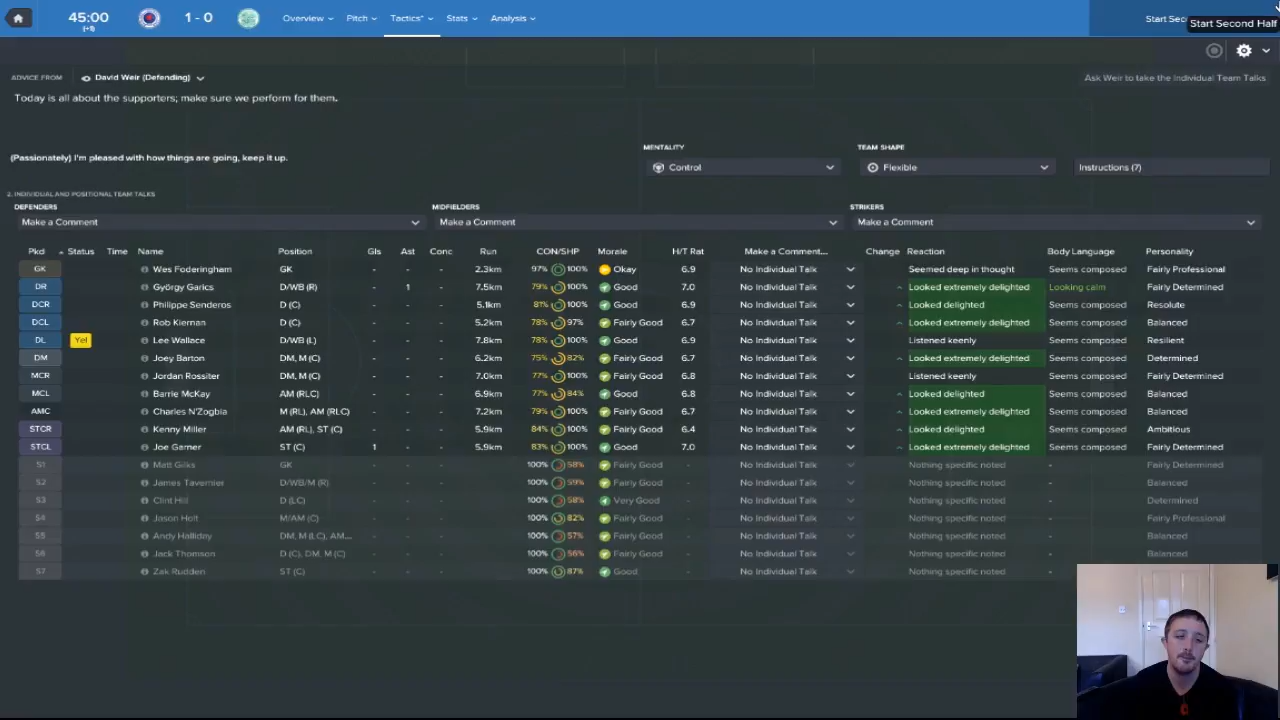 45:00 (+1) 1 - 0 Overview Pitch Tactics* Stats Analysis Start Sec
Start Second Half
ADVICE FROM David Weir (Defending) Ask Weir to take the Individual Team Talks
Today is all about the supporters; make sure we perform for them.
MENTALITY TEAM SHAPE
(Passionately) I'm pleased with how things are going, keep it up.
Control Flexible Instructions (7)
2. INDIVIDUAL AND POSITIONAL TEAM TALKS
DEFENDERS MIDFIELDERS STRIKERS
Make a Comment Make a Comment Make a Comment
Pkd Status Time Name Position Gls Ast Conc Run CON/SHP Morale H/T Rat Make a Comment... Change Reaction Body Language Personality
GK Wes Foderingham GK - - - 2.3km 97% 100% Okay 6.9 No Individual Talk Seemed deep in thought Seems composed Fairly Professional
DR György Garics D/WB (R) - 1 - 7.5km 79% 100% Good 7.0 No Individual Talk Looked extremely delighted Looking calm Fairly Determined
DCR Philippe Senderos D (C) - - - 5.1km 81% 100% Good 6.9 No Individual Talk Looked delighted Seems composed Resolute
DCL Rob Kiernan D (C) - - - 5.2km 78% 97% Fairly Good 6.7 No Individual Talk Looked extremely delighted Seems composed Balanced
DL Yel Lee Wallace D/WB (L) - - - 7.8km 78% 100% Good 6.9 No Individual Talk Listened keenly Seems composed Resilient
DM Joey Barton DM, M (C) - - - 6.2km 75% 82% Fairly Good 6.7 No Individual Talk Looked extremely delighted Seems composed Determined
MCR Jordan Rossiter DM, M (C) - - - 7.0km 77% 100% Fairly Good 6.8 No Individual Talk Listened keenly Seems composed Fairly Determined
MCL Barrie McKay AM (RLC) - - - 6.9km 77% 84% Good 6.8 No Individual Talk Looked delighted Seems composed Balanced
AMC Charles N'Zogbia M (RL), AM (RLC) - - - 7.2km 79% 100% Fairly Good 6.7 No Individual Talk Looked extremely delighted Seems composed Balanced
STCR Kenny Miller AM (RL), ST (C) - - - 5.9km 84% 100% Fairly Good 6.4 No Individual Talk Looked delighted Seems composed Ambitious
STCL Joe Garner ST (C) 1 - - 5.9km 83% 100% Good 7.0 No Individual Talk Looked extremely delighted Seems composed Fairly Determined
S1 Matt Gilks GK - - - 100% 58% Fairly Good - No Individual Talk Nothing specific noted - Fairly Determined
S2 James Tavernier D/WB/M (R) - - - 100% 59% Fairly Good - No Individual Talk Nothing specific noted - Balanced
S3 Clint Hill D (LC) - - - 100% 58% Very Good - No Individual Talk Nothing specific noted - Determined
S4 Jason Holt M/AM (C) - - - 100% 82% Fairly Good - No Individual Talk Nothing specific noted - Fairly Professional
S5 Andy Halliday DM, M (LC), AM... - - - 100% 57% Fairly Good - No Individual Talk Nothing specific noted - Balanced
S6 Jack Thomson D (C), DM, M (C) - - - 100% 56% Fairly Good - No Individual Talk Nothing specific noted - Balanced
S7 Zak Rudden ST (C) - - - 100% 87% Good - No Individual Talk Nothing specific noted